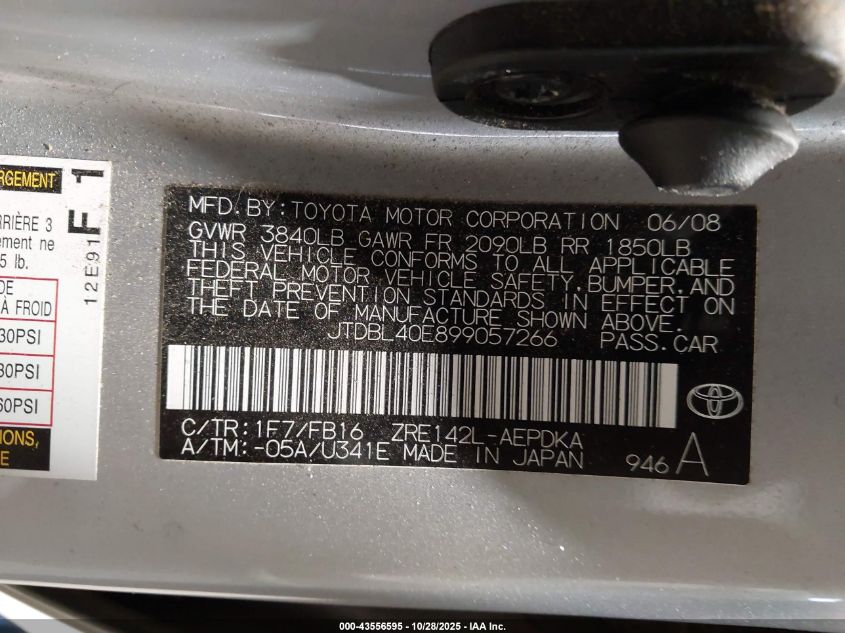 RGEMENT
RRIÈRE 3
ement ne
5 lb.
DE
À FROID
30PSI
30PSI
60PSI
IONS,
F 1
12E91
MFD. BY: TOYOTA MOTOR CORPORATION 06/08
GVWR 3840LB GAWR FR 2090LB RR 1850LB
THIS VEHICLE CONFORMS TO ALL APPLICABLE
FEDERAL MOTOR VEHICLE SAFETY, BUMPER, AND
THEFT PREVENTION STANDARDS IN EFFECT ON
THE DATE OF MANUFACTURE SHOWN ABOVE.
JTDBL40E899057266 PASS. CAR
C/TR: 1F7/FB16 ZRE142L-AEPDKA
A/TM: -05A/U341E MADE IN JAPAN
946 A
000-43556595 - 10/28/2025 - IAA Inc.